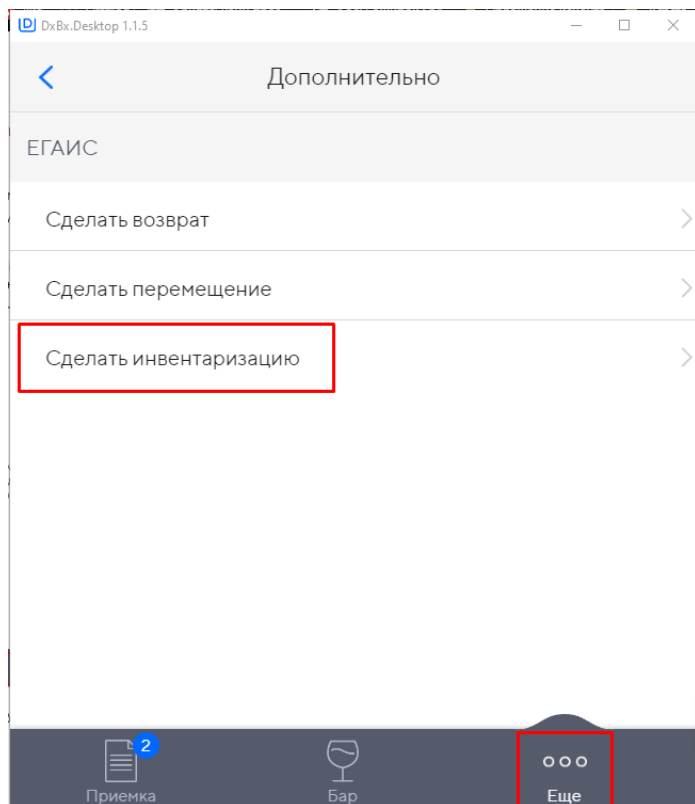 DxBx.Desktop 1.1.5
Дополнительно
ЕГАИС
Сделать возврат
Сделать перемещение
Сделать инвентаризацию
2
Приемка
Бар
Еще